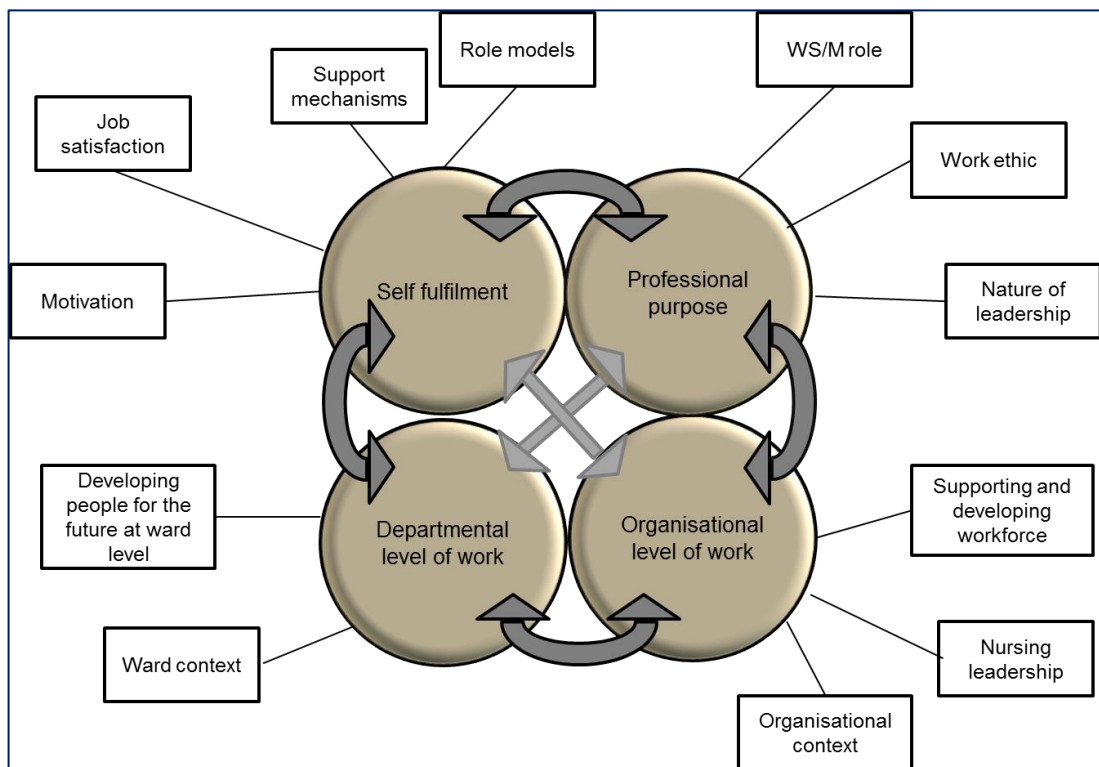 Role models
WS/M role
Support
mechanisms
Job
satisfaction
Work ethic
Motivation
Self fulfilment
Professional
purpose
Nature of
leadership
Developing
people for the
future at ward
level
Departmental
level of work
Organisational
level of work
Supporting and
developing
workforce
Ward context
Nursing
leadership
Organisational
context